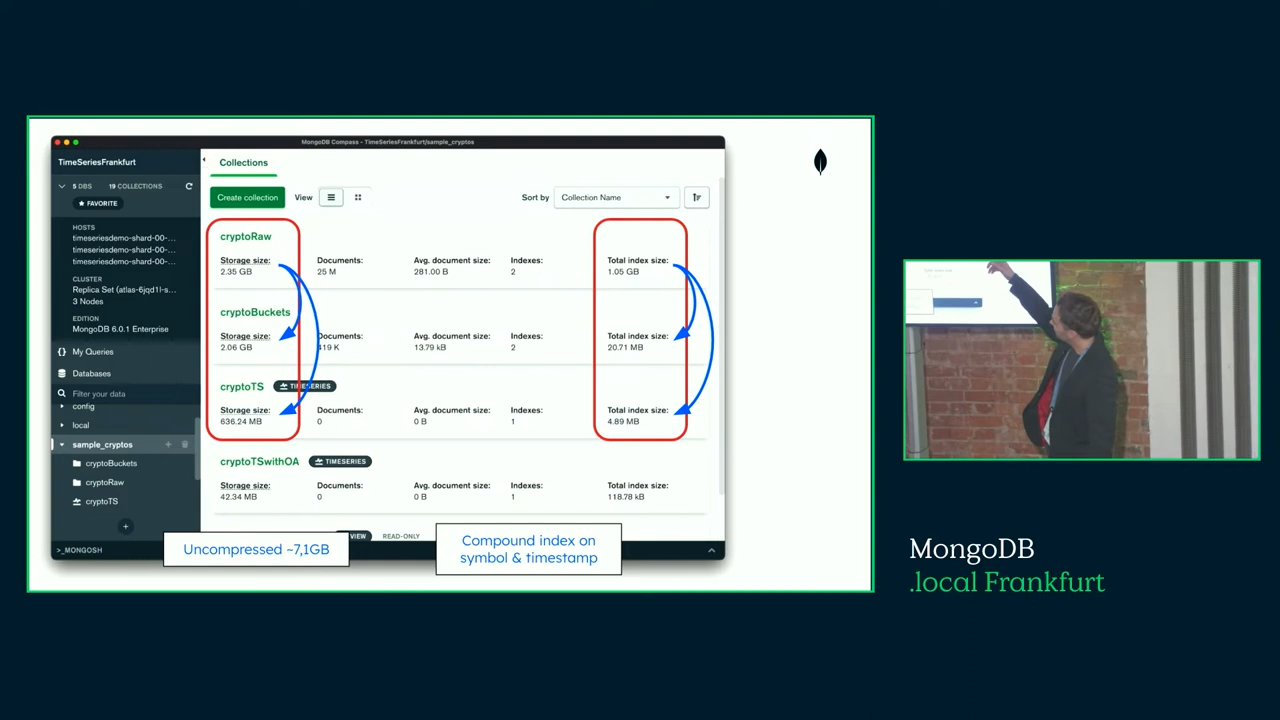 MongoDB Compass - TimeSeriesFrankfurt/sample_cryptos
TimeSeriesFrankfurt
5 DBS 19 COLLECTIONS
★ FAVORITE
HOSTS
timeseriesdemo-shard-00-...
timeseriesdemo-shard-00-...
timeseriesdemo-shard-00-...
CLUSTER
Replica Set (atlas-6jqd1l-s...
3 Nodes
EDITION
MongoDB 6.0.1 Enterprise
{} My Queries
Databases
Filter your data
config
local
sample_cryptos
cryptoBuckets
cryptoRaw
cryptoTS
+
>_MONGOSH
Collections
Create collection View Sort by Collection Name
cryptoRaw
Storage size: Documents: Avg. document size: Indexes: Total index size:
2.35 GB 25 M 281.00 B 2 1.05 GB
cryptoBuckets
Storage size: Documents: Avg. document size: Indexes: Total index size:
2.06 GB 419 K 13.79 kB 2 20.71 MB
cryptoTS TIMESERIES
Storage size: Documents: Avg. document size: Indexes: Total index size:
636.24 MB 0 0 B 1 4.89 MB
cryptoTSwithOA TIMESERIES
Storage size: Documents: Avg. document size: Indexes: Total index size:
42.34 MB 0 0 B 1 118.78 kB
VIEW READ-ONLY
Uncompressed ~7,1GB
Compound index on
symbol & timestamp
MongoDB
.local Frankfurt